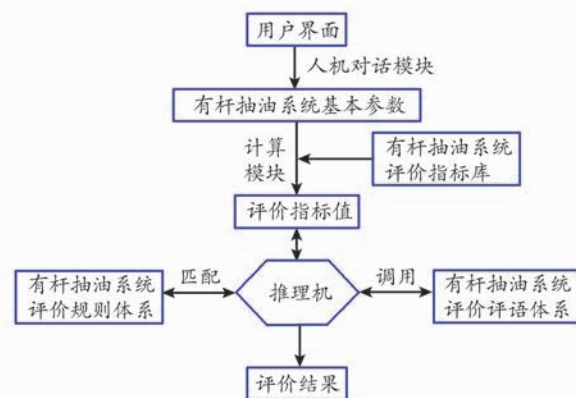 用户界面
人机对话模块
有杆抽油系统基本参数
计算
模块
有杆抽油系统
评价指标库
评价指标值
有杆抽油系统
评价规则体系
匹配
推理机
调用
有杆抽油系统
评价评语体系
评价结果